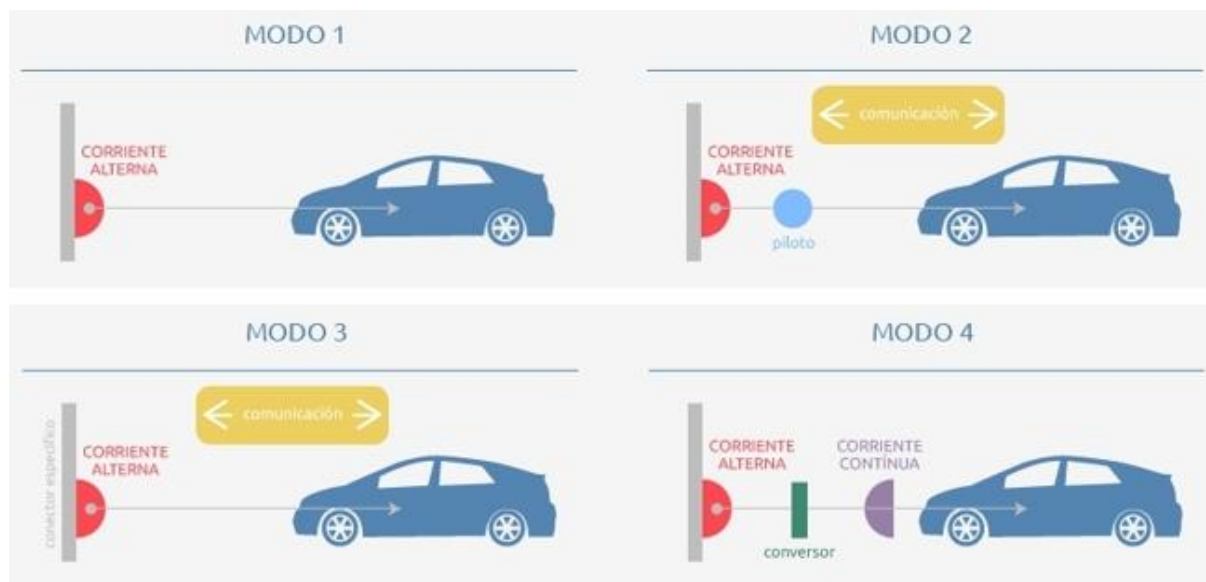 MODO 1
CORRIENTE
ALTERNA
MODO 2
comunicación
CORRIENTE
ALTERNA
piloto
MODO 3
comunicación
conector específico
CORRIENTE
ALTERNA
MODO 4
CORRIENTE
ALTERNA
CORRIENTE
CONTÍNUA
conversor